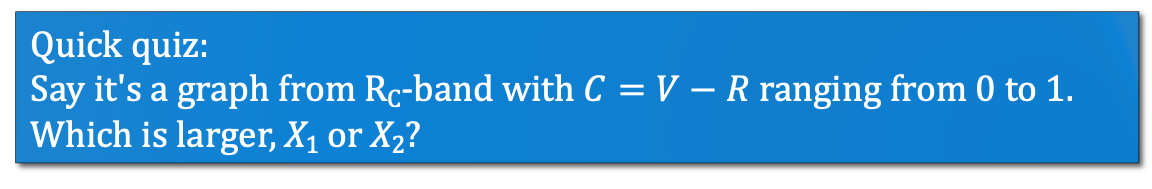 Quick quiz:
Say it's a graph from R_C-band with C = V − R ranging from 0 to 1.
Which is larger, X₁ or X₂?